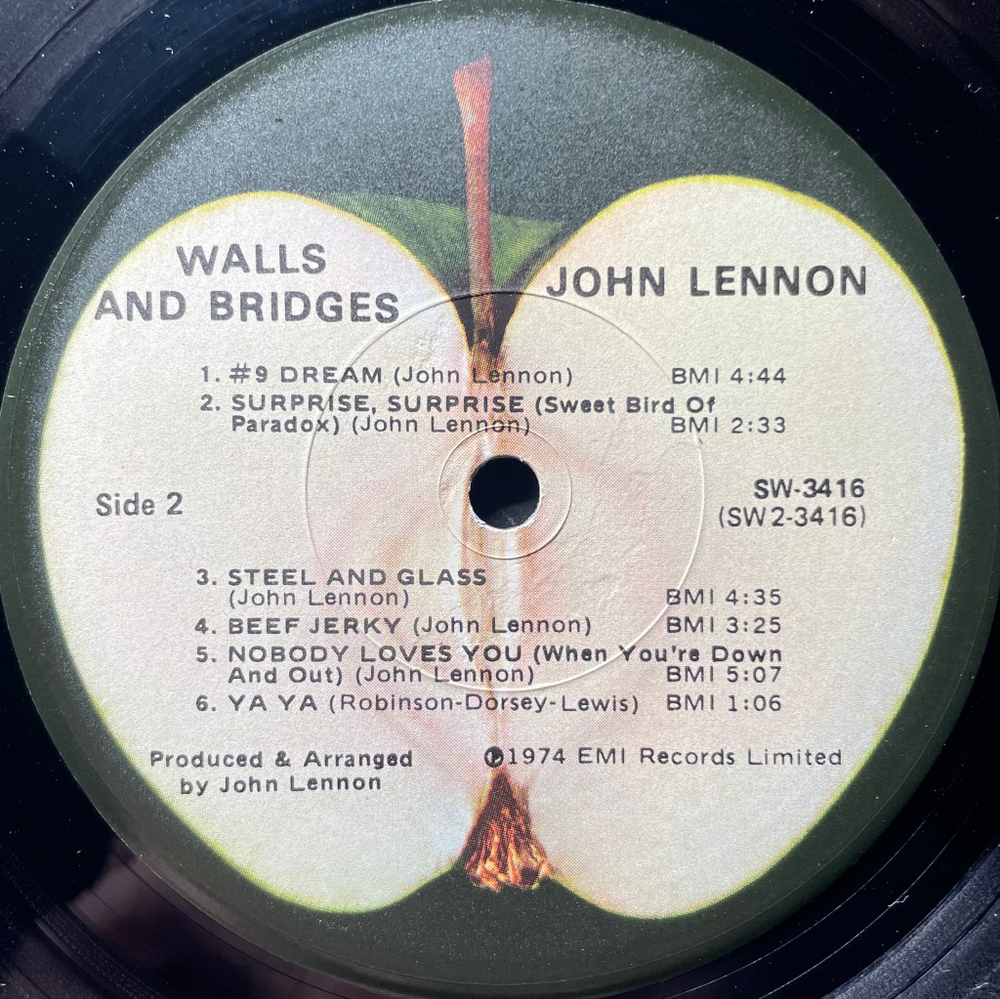 WALLS
AND BRIDGES
JOHN LENNON
1. #9 DREAM (John Lennon) BMI 4:44
2. SURPRISE, SURPRISE (Sweet Bird Of
Paradox) (John Lennon) BMI 2:33
Side 2
SW-3416
(SW2-3416)
3. STEEL AND GLASS
(John Lennon) BMI 4:35
4. BEEF JERKY (John Lennon) BMI 3:25
5. NOBODY LOVES YOU (When You're Down
And Out) (John Lennon) BMI 5:07
6. YA YA (Robinson-Dorsey-Lewis) BMI 1:06
Produced & Arranged
by John Lennon
℗1974 EMI Records Limited